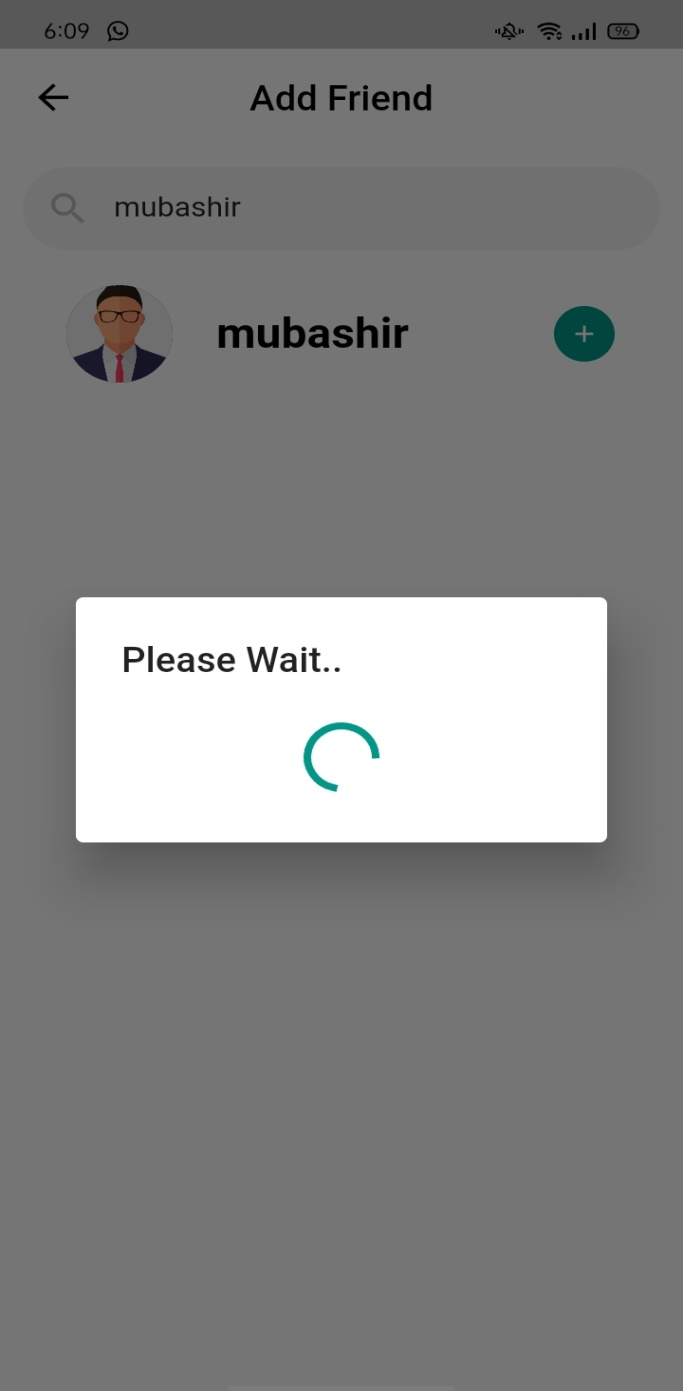 6:09
96
Add Friend
mubashir
mubashir
+
Please Wait..